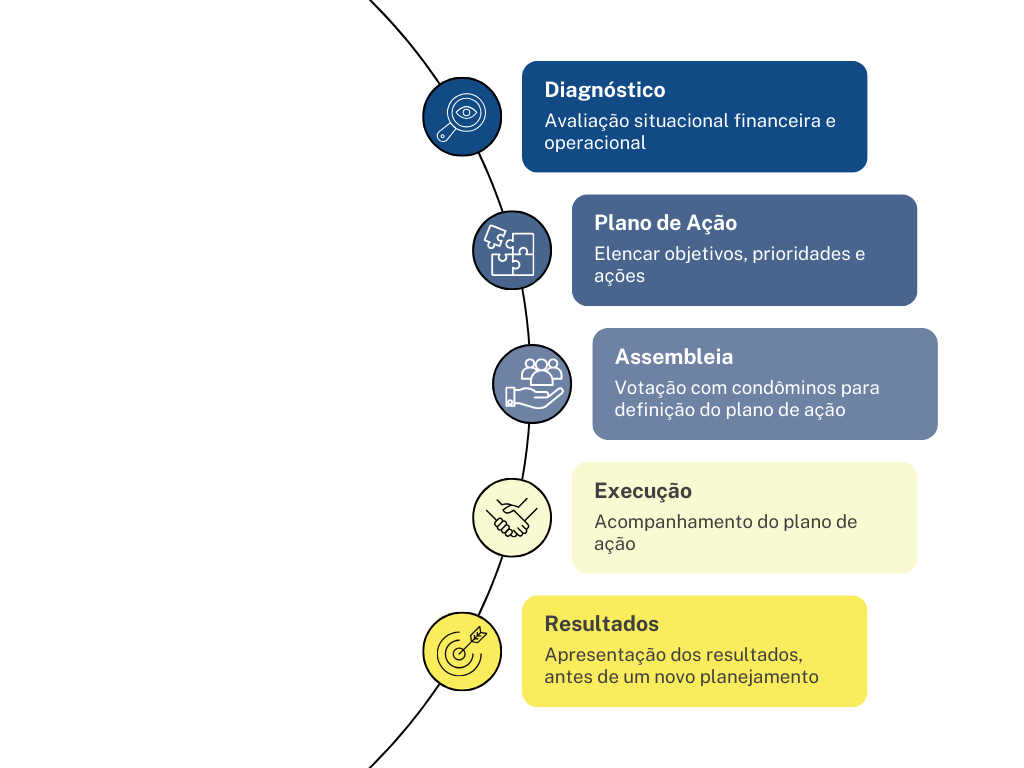 Diagnóstico
Avaliação situacional financeira e
operacional
Plano de Ação
Elencar objetivos, prioridades e
ações
Assembleia
Votação com condôminos para
definição do plano de ação
Execução
Acompanhamento do plano de
ação
Resultados
Apresentação dos resultados,
antes de um novo planejamento